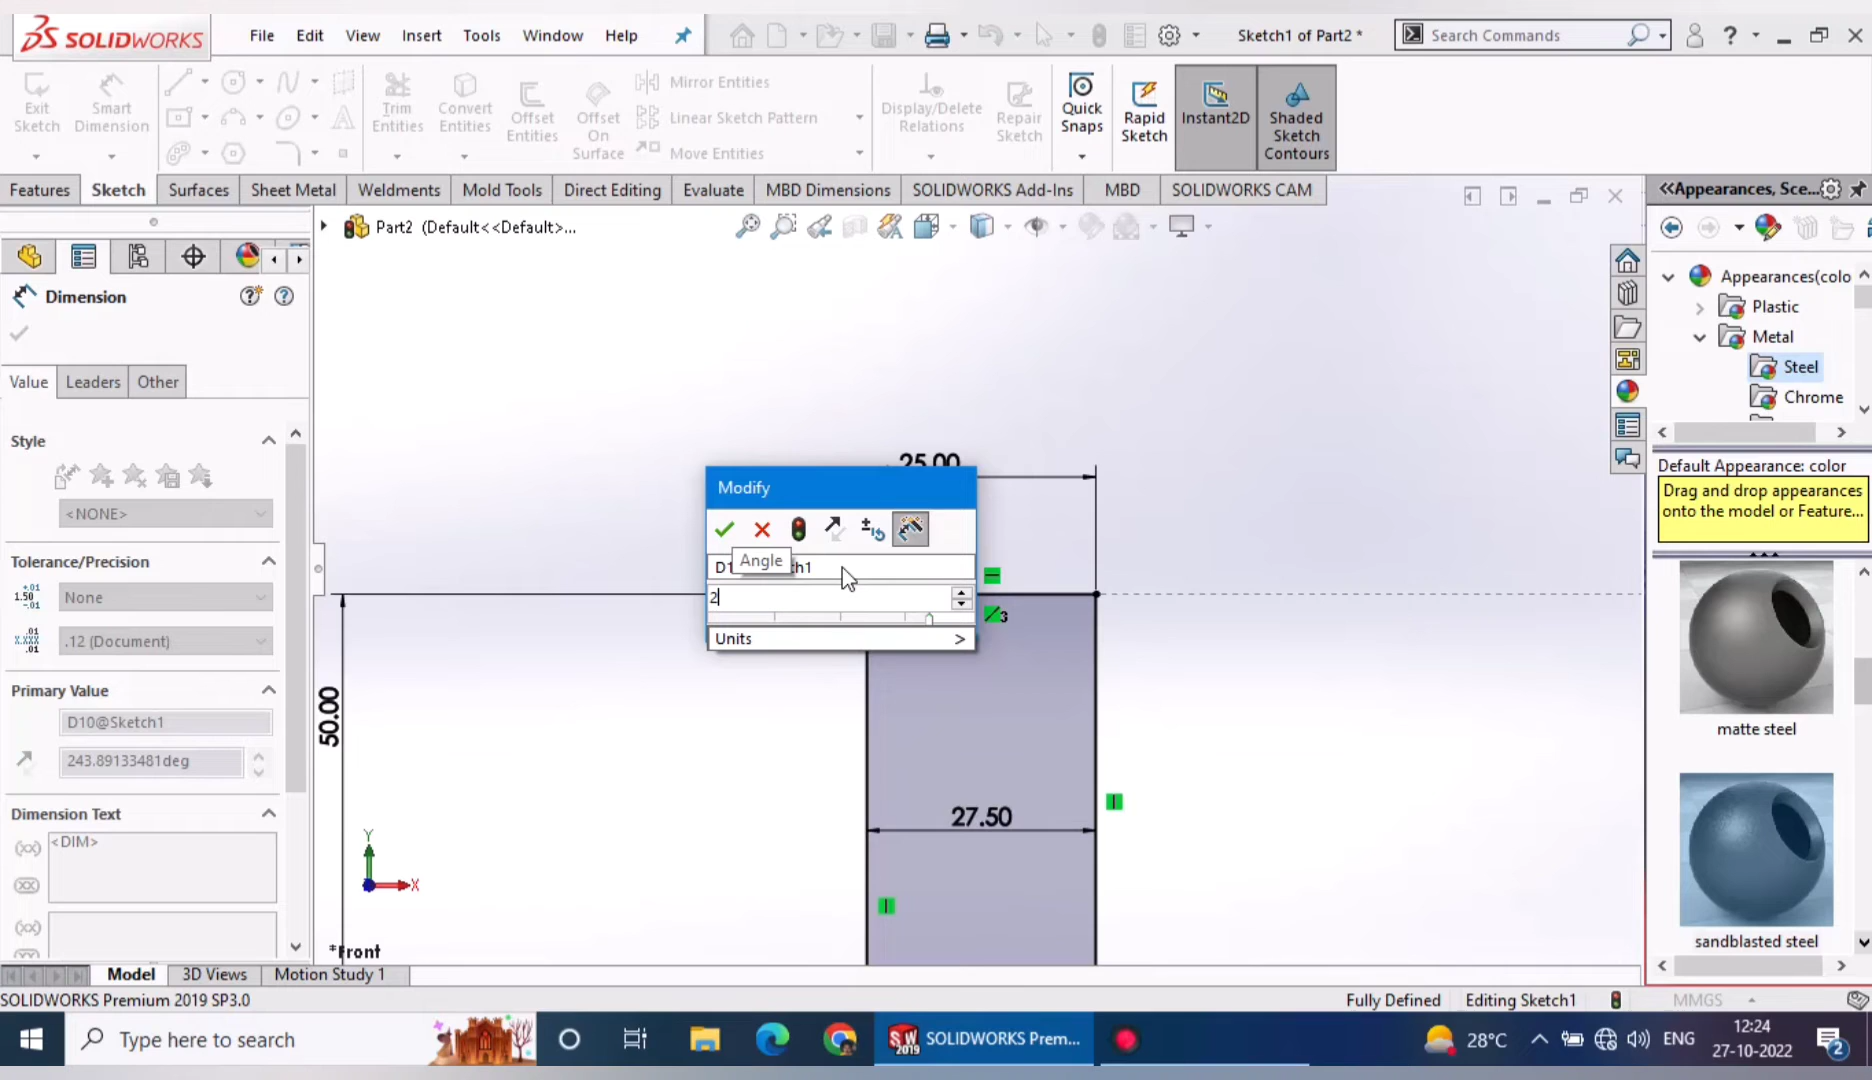 SOLIDWORKS File Edit View Insert Tools Window Help Sketch1 of Part2 * Search Commands ?
Exit Sketch
Smart Dimension
Trim Entities
Convert Entities
Offset Entities
Offset On Surface
Mirror Entities
Linear Sketch Pattern
Move Entities
Display/Delete Relations
Repair Sketch
Quick Snaps
Rapid Sketch
Instant2D
Shaded Sketch Contours
Features Sketch Surfaces Sheet Metal Weldments Mold Tools Direct Editing Evaluate MBD Dimensions SOLIDWORKS Add-Ins MBD SOLIDWORKS CAM
Part2 (Default<<Default>...
Dimension
Value Leaders Other
Style
<NONE>
Tolerance/Precision
None
.12 (Document)
Primary Value
D10@Sketch1
243.89133481deg
Dimension Text
<DIM>
25.00
Modify
D1 Angle h1
2
Units >
3
50.00
27.50
Y
X
*Front
Appearances, Sce...
Appearances(colo
Plastic
Metal
Steel
Chrome
Default Appearance: color
Drag and drop appearances
onto the model or Feature...
matte steel
sandblasted steel
Model 3D Views Motion Study 1
SOLIDWORKS Premium 2019 SP3.0 Fully Defined Editing Sketch1 MMGS
Type here to search SOLIDWORKS Prem... 28°C ENG 12:24
27-10-2022
2